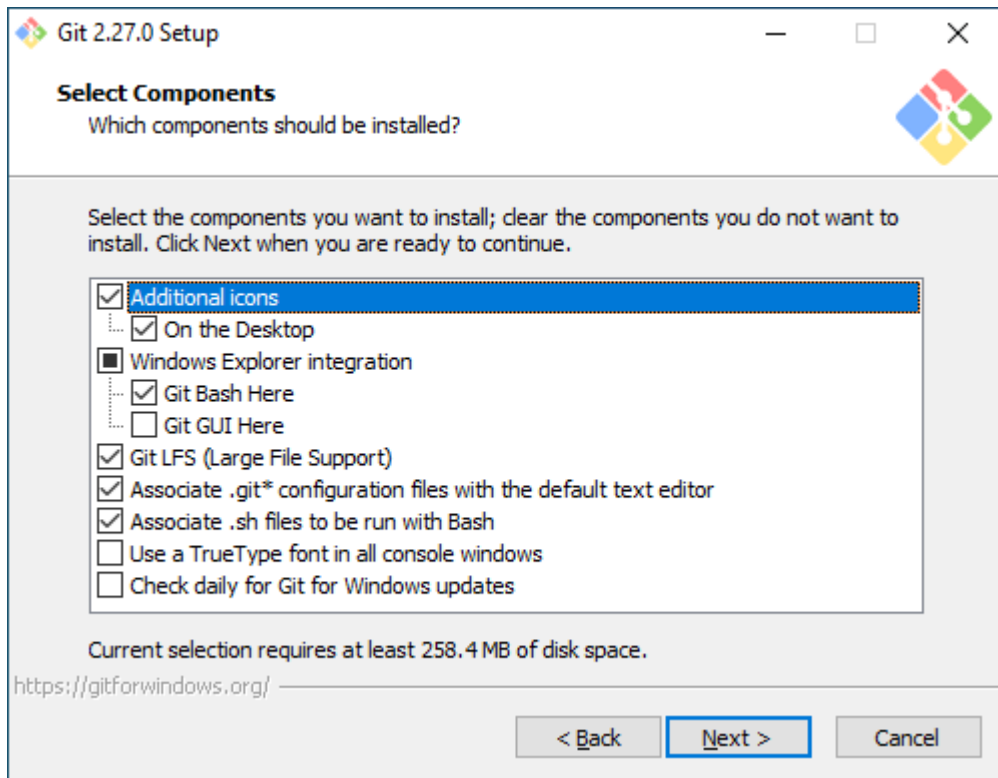 Git 2.27.0 Setup
Select Components
Which components should be installed?
Select the components you want to install; clear the components you do not want to
install. Click Next when you are ready to continue.
Additional icons
On the Desktop
Windows Explorer integration
Git Bash Here
Git GUI Here
Git LFS (Large File Support)
Associate .git* configuration files with the default text editor
Associate .sh files to be run with Bash
Use a TrueType font in all console windows
Check daily for Git for Windows updates
Current selection requires at least 258.4 MB of disk space.
https://gitforwindows.org/
< Back
Next >
Cancel